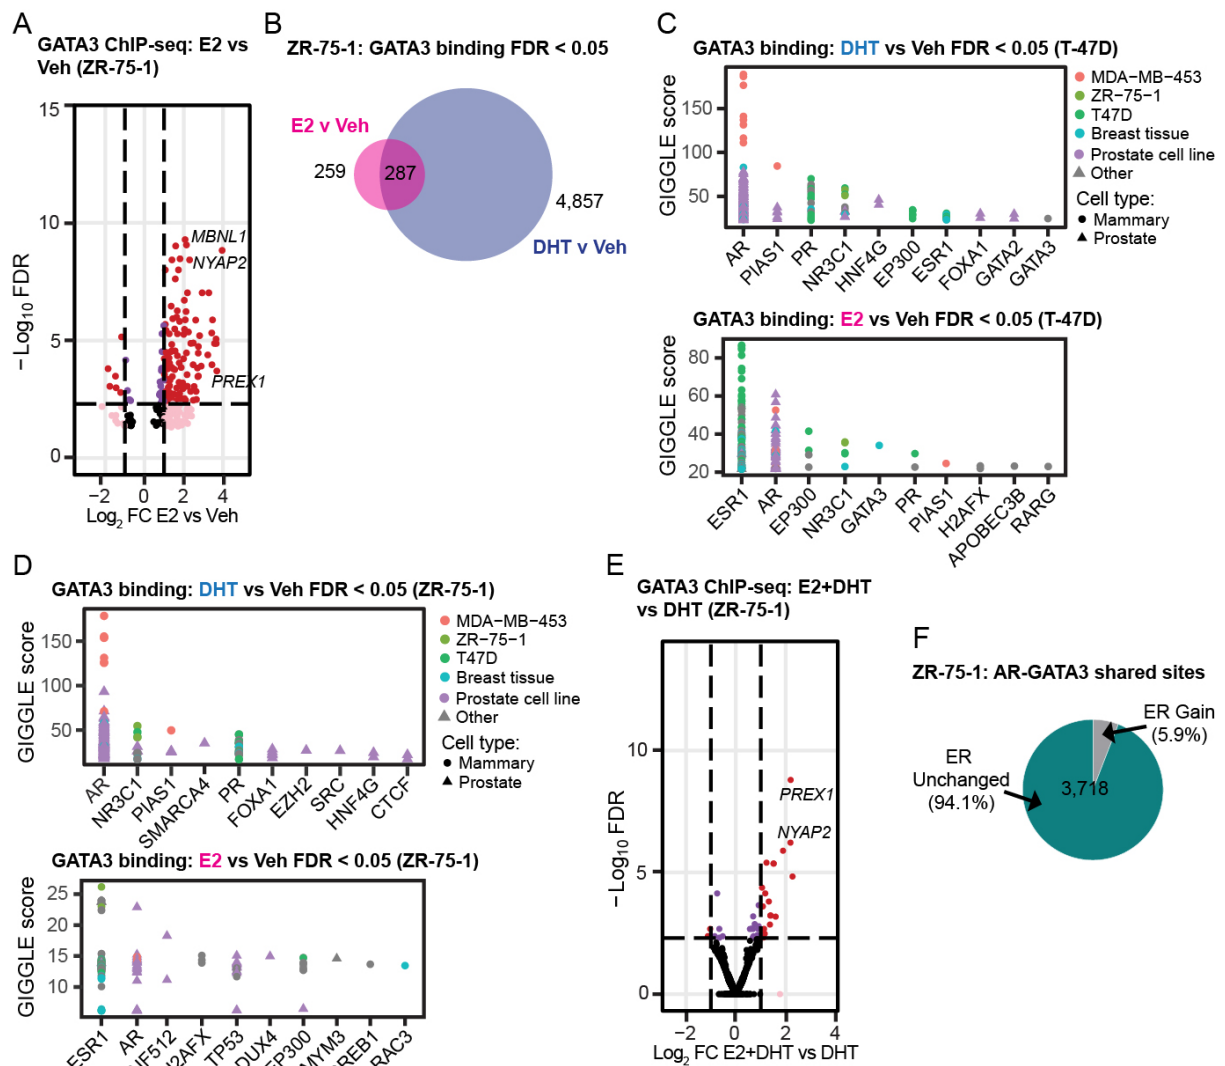 A
GATA3 ChIP-seq: E2 vs
Veh (ZR-75-1)
15
10
5
0
−Log10 FDR
MBNL1
NYAP2
PREX1
−2 0 2 4
Log2 FC E2 vs Veh
B
ZR-75-1: GATA3 binding FDR < 0.05
E2 v Veh
259
287
4,857
DHT v Veh
C
GATA3 binding: DHT vs Veh FDR < 0.05 (T-47D)
GIGGLE score
150
100
50
AR PIAS1 PR NR3C1 HNF4G EP300 ESR1 FOXA1 GATA2 GATA3
MDA−MB−453
ZR−75−1
T47D
Breast tissue
Prostate cell line
Other
Cell type:
Mammary
Prostate
GATA3 binding: E2 vs Veh FDR < 0.05 (T-47D)
GIGGLE score
80
60
40
20
ESR1 AR EP300 NR3C1 GATA3 PR PIAS1 H2AFX APOBEC3B RARG
D
GATA3 binding: DHT vs Veh FDR < 0.05 (ZR-75-1)
GIGGLE score
150
100
50
AR NR3C1 PIAS1 SMARCA4 PR FOXA1 EZH2 SRC HNF4G CTCF
MDA−MB−453
ZR−75−1
T47D
Breast tissue
Prostate cell line
Other
Cell type:
Mammary
Prostate
GATA3 binding: E2 vs Veh FDR < 0.05 (ZR-75-1)
GIGGLE score
25
20
15
10
ESR1 AR TP53 DUX4
E
GATA3 ChIP-seq: E2+DHT
vs DHT (ZR-75-1)
10
5
0
−Log10 FDR
PREX1
NYAP2
−2 0 2 4
Log2 FC E2+DHT vs DHT
F
ZR-75-1: AR-GATA3 shared sites
ER Gain
(5.9%)
ER
Unchanged
(94.1%)
3,718